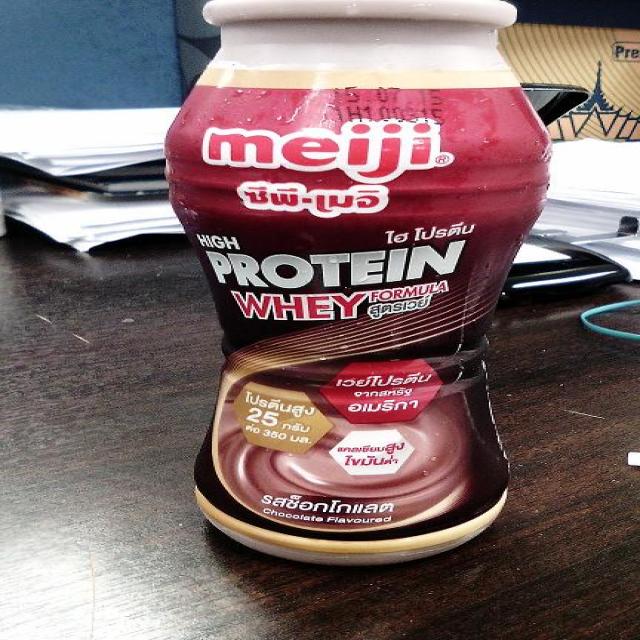 Pre
meiji®
ซีพี-เมจิ
ไฮ โปรตีน
HIGH
PROTEIN
WHEY FORMULA
สูตรเวย์
เวย์โปรตีน
จากสหรัฐ
อเมริกา
โปรตีนสูง
25 กรัม
ต่อ 350 มล.
แคลเซียมสูง
ไขมันต่ำ
รสช็อกโกแลต
Chocolate Flavoured